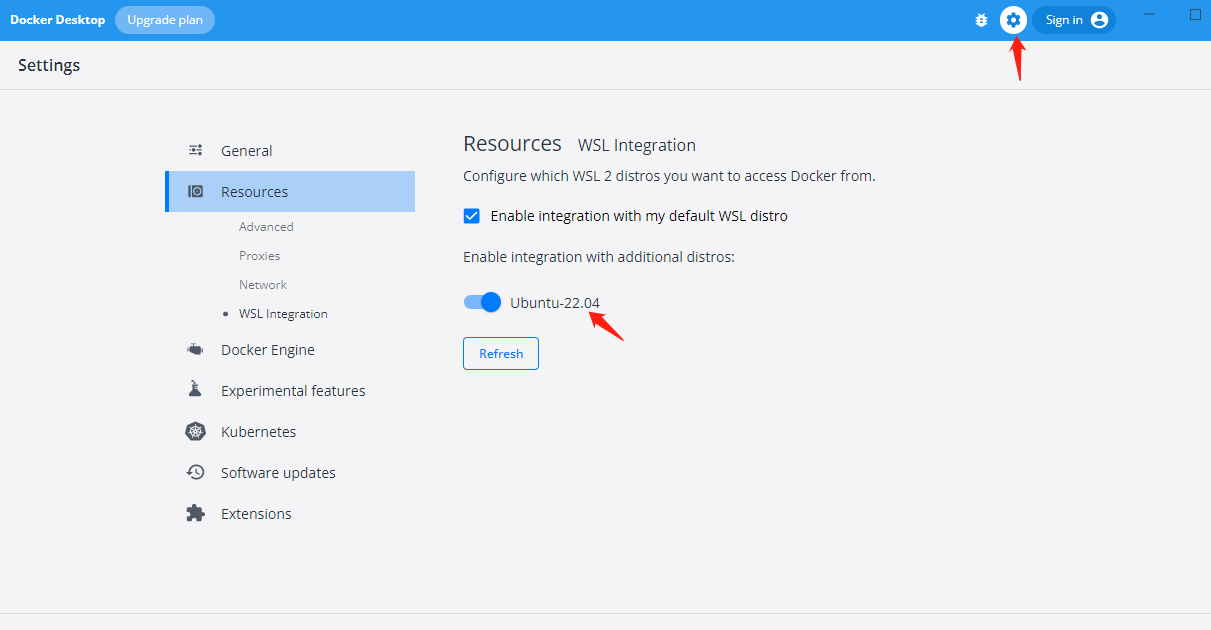 Docker Desktop Upgrade plan Sign in
Settings
General
Resources
Advanced
Proxies
Network
WSL Integration
Docker Engine
Experimental features
Kubernetes
Software updates
Extensions
Resources WSL Integration
Configure which WSL 2 distros you want to access Docker from.
Enable integration with my default WSL distro
Enable integration with additional distros:
Ubuntu-22.04
Refresh